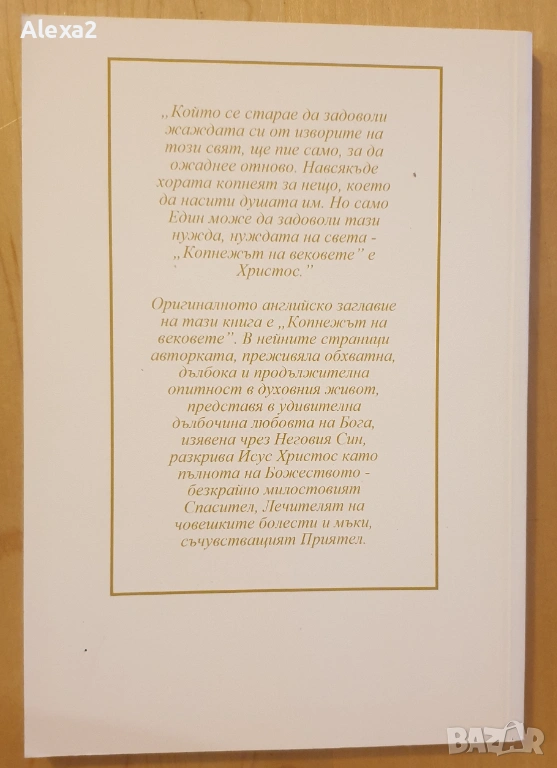 Alexa2
„Който се старае да задоволи
жаждата си от изворите на
този свят, ще пие само, за да
ожаднее отново. Навсякъде
хората копнеят за нещо, което
да насити душата им. Но само
Един може да задоволи тази
нужда, нуждата на света -
„Копнежът на вековете” е
Христос.”
Оригиналното английско заглавие
на тази книга е „Копнежът на
вековете”. В нейните страници
авторката, преживяла обхватна,
дълбока и продължителна
опитност в духовния живот,
представя в удивителна
дълбочина любовта на Бога,
изявена чрез Неговия Син,
разкрива Исус Христос като
пълнота на Божеството -
безкрайно милостовият
Спасител, Лечителят на
човешките болести и мъки,
съчувстващият Приятел.
BAZAR